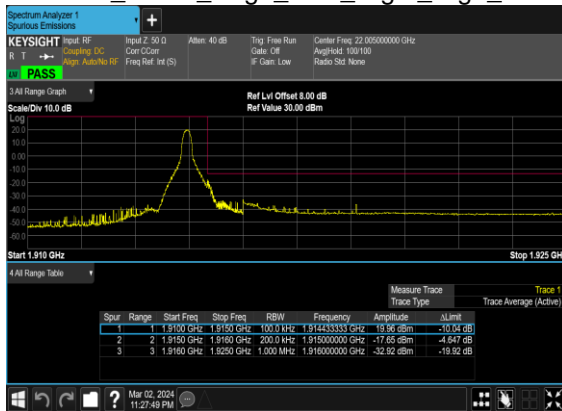 Spectrum Analyzer 1
Spurious Emissions
KEYSIGHT Input: RF Input Z: 50 Ω Atten: 40 dB Trig: Free Run Center Freq: 22.005000000 GHz
R T Coupling: DC Corr CCorr Gate: Off Avg|Hold: 100/100
Align: Auto/No RF Freq Ref: Int (S) IF Gain: Low Radio Std: None
PASS
3 All Range Graph
Ref Lvl Offset 8.00 dB
Scale/Div 10.0 dB Ref Value 30.00 dBm
Log
20.0
10.0
0.00
-10.0
-20.0
-30.0
-40.0
-50.0
-60.0
Start 1.910 GHz Stop 1.925 GH
4 All Range Table
Measure Trace Trace 1
Trace Type Trace Average (Active)
Spur Range Start Freq Stop Freq RBW Frequency Amplitude ΔLimit
1 1 1.9100 GHz 1.9150 GHz 100.0 kHz 1.914433333 GHz 19.96 dBm -10.04 dB
2 2 1.9150 GHz 1.9160 GHz 200.0 kHz 1.915000000 GHz -17.65 dBm -4.647 dB
3 3 1.9160 GHz 1.9250 GHz 1.000 MHz 1.916000000 GHz -32.92 dBm -19.92 dB
Mar 02, 2024
11:27:49 PM